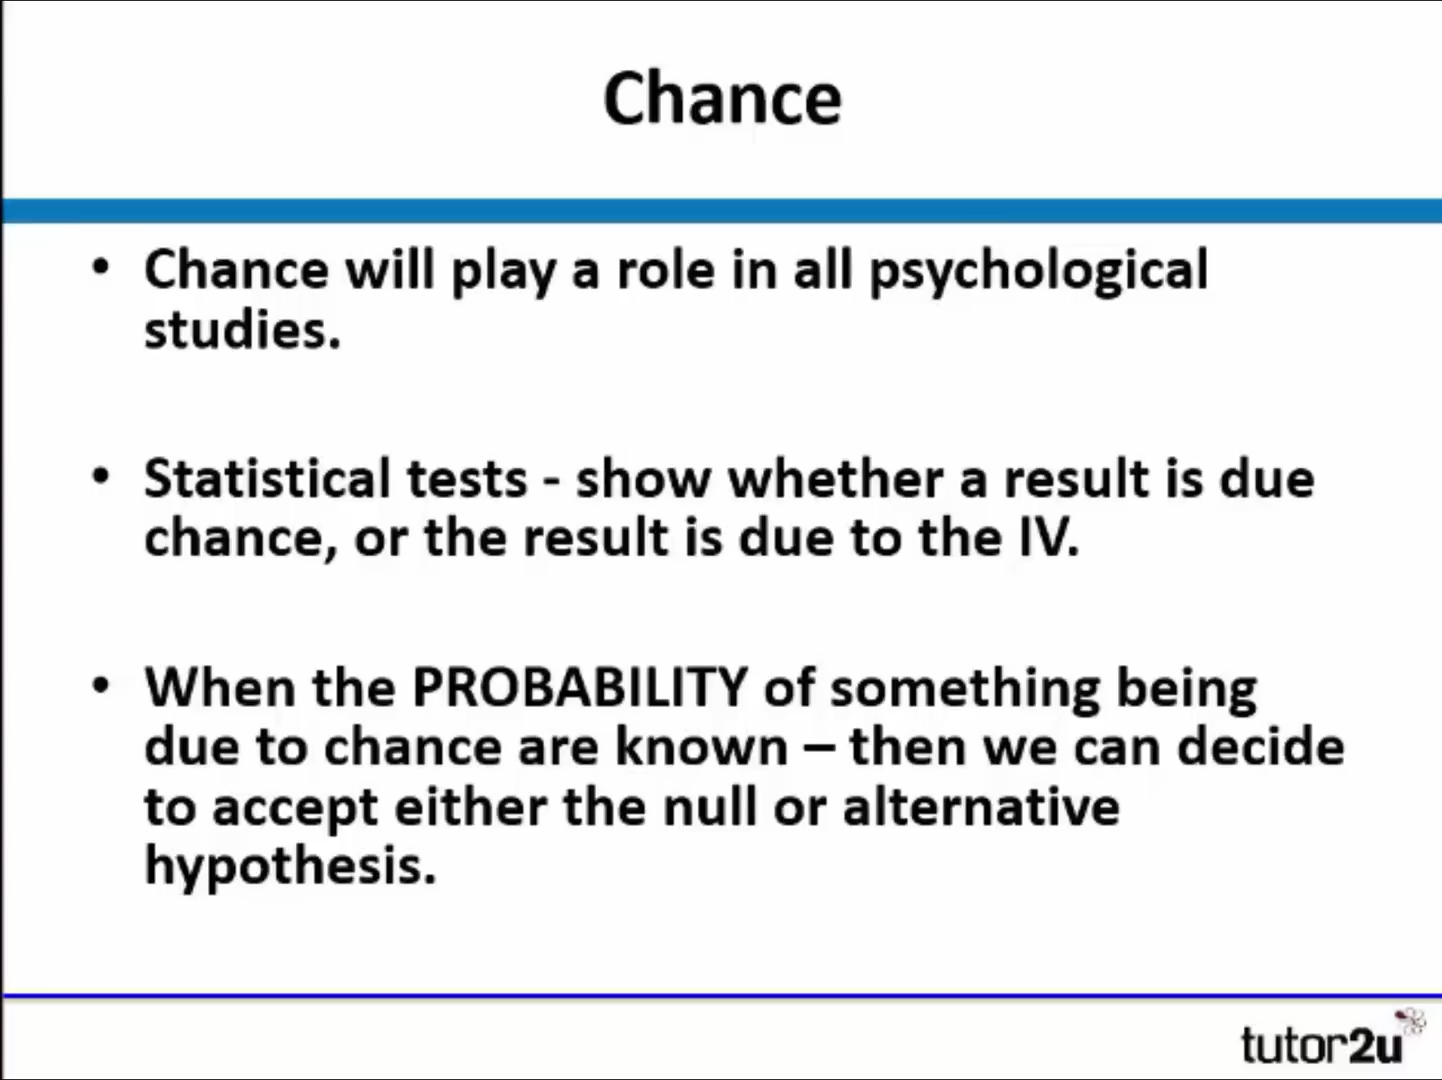 Chance
• Chance will play a role in all psychological
studies.
• Statistical tests - show whether a result is due
chance, or the result is due to the IV.
• When the PROBABILITY of something being
due to chance are known – then we can decide
to accept either the null or alternative
hypothesis.
tutor2u